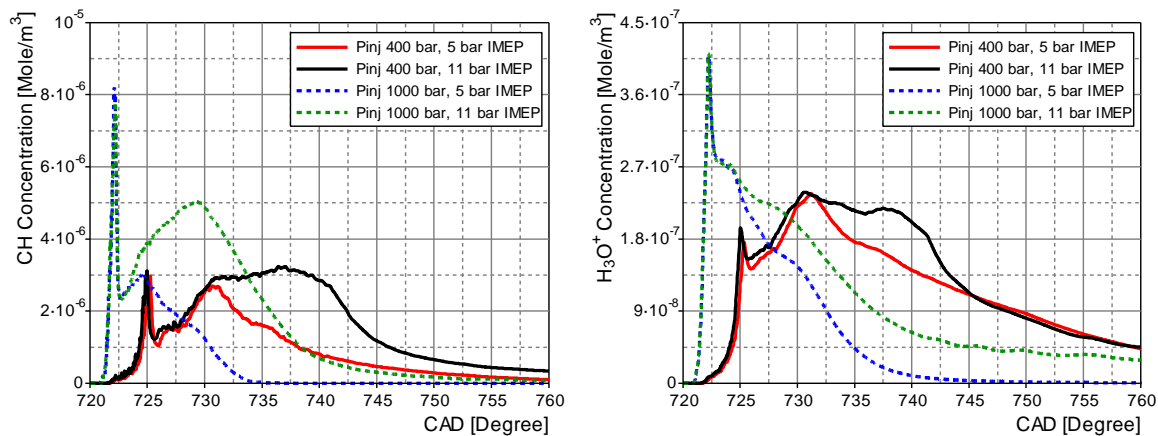 10^-5
8·10^-6
6·10^-6
4·10^-6
2·10^-6
0
CH Concentration [Mole/m^3]
Pinj 400 bar, 5 bar IMEP
Pinj 400 bar, 11 bar IMEP
Pinj 1000 bar, 5 bar IMEP
Pinj 1000 bar, 11 bar IMEP
720 725 730 735 740 745 750 755 760
CAD [Degree]
4.5·10^-7
3.6·10^-7
2.7·10^-7
1.8·10^-7
9·10^-8
0
H₃O⁺ Concentration [Mole/m^3]
Pinj 400 bar, 5 bar IMEP
Pinj 400 bar, 11 bar IMEP
Pinj 1000 bar, 5 bar IMEP
Pinj 1000 bar, 11 bar IMEP
720 725 730 735 740 745 750 755 760
CAD [Degree]